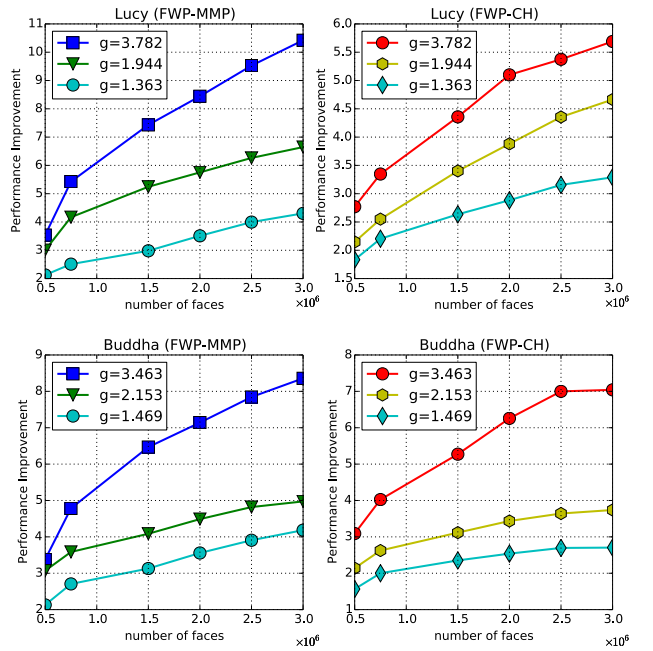 Lucy (FWP-MMP)
Performance Improvement
11
10
9
8
7
6
5
4
3
2
g=3.782
g=1.944
g=1.363
0.5 1.0 1.5 2.0 2.5 3.0
number of faces
×10⁶
Lucy (FWP-CH)
Performance Improvement
6.0
5.5
5.0
4.5
4.0
3.5
3.0
2.5
2.0
1.5
g=3.782
g=1.944
g=1.363
0.5 1.0 1.5 2.0 2.5 3.0
number of faces
×10⁶
Buddha (FWP-MMP)
Performance Improvement
9
8
7
6
5
4
3
2
g=3.463
g=2.153
g=1.469
0.5 1.0 1.5 2.0 2.5 3.0
number of faces
×10⁶
Buddha (FWP-CH)
Performance Improvement
8
7
6
5
4
3
2
1
g=3.463
g=2.153
g=1.469
0.5 1.0 1.5 2.0 2.5 3.0
number of faces
×10⁶